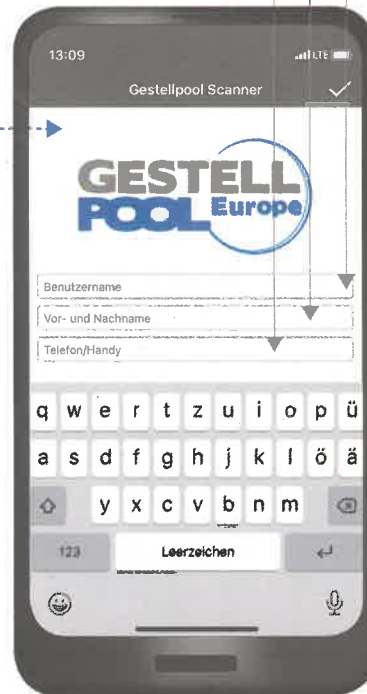 13:09 LTE
Gestellpool Scanner
GESTELL
POOL Europe
Benutzername
Vor- und Nachname
Telefon/Handy
q w e r t z u i o p ü
a s d f g h j k l ö ä
y x c v b n m
123 Leerzeichen